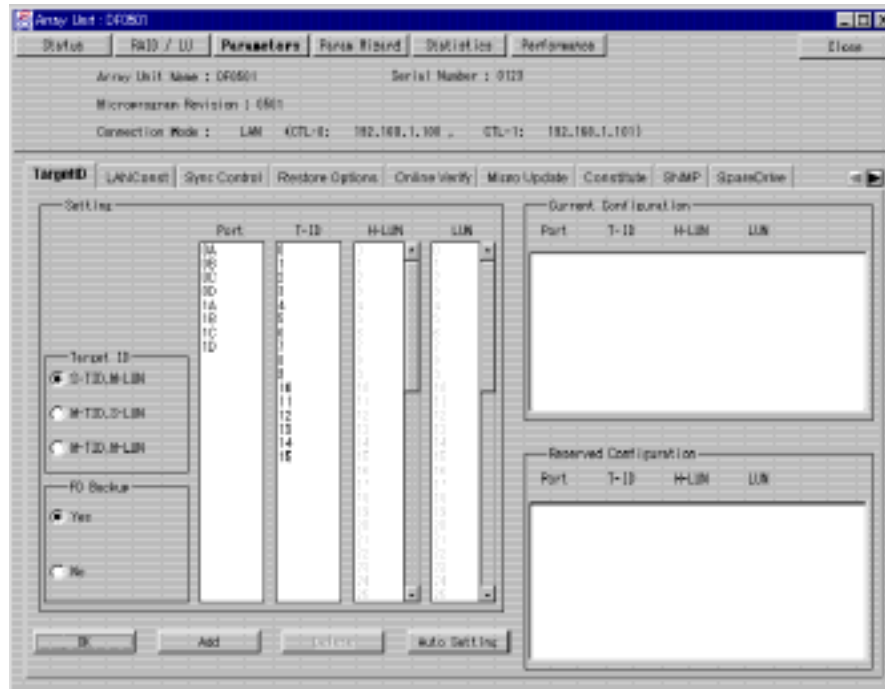 Array Unit : DF0501
Status RAID / LU Parameters Param Wizard Statistics Performance Close
Array Unit Name : DF0501 Serial Number : 0123
Microprogram Revision : 0501
Connection Mode : LAN (CTL-0: 192.168.1.100 , CTL-1: 192.168.1.101)
TargetID LANConst Sync Control Restore Options Online Verify Micro Update Constitute SNMP SpareDrive
Setting
Port T-ID H-LUN LUN
0A 0
0B 1
0C 2
0D 3
1A 4
1B 5
1C 6
1D 7
8
9
10
11
12
13
14
15
Target ID
S-TID,M-LUN
M-TID,S-LUN
M-TID,M-LUN
FD Backup
Yes
No
OK Add Delete Auto Setting
Current Configuration
Port T-ID H-LUN LUN
Reserved Configuration
Port T-ID H-LUN LUN